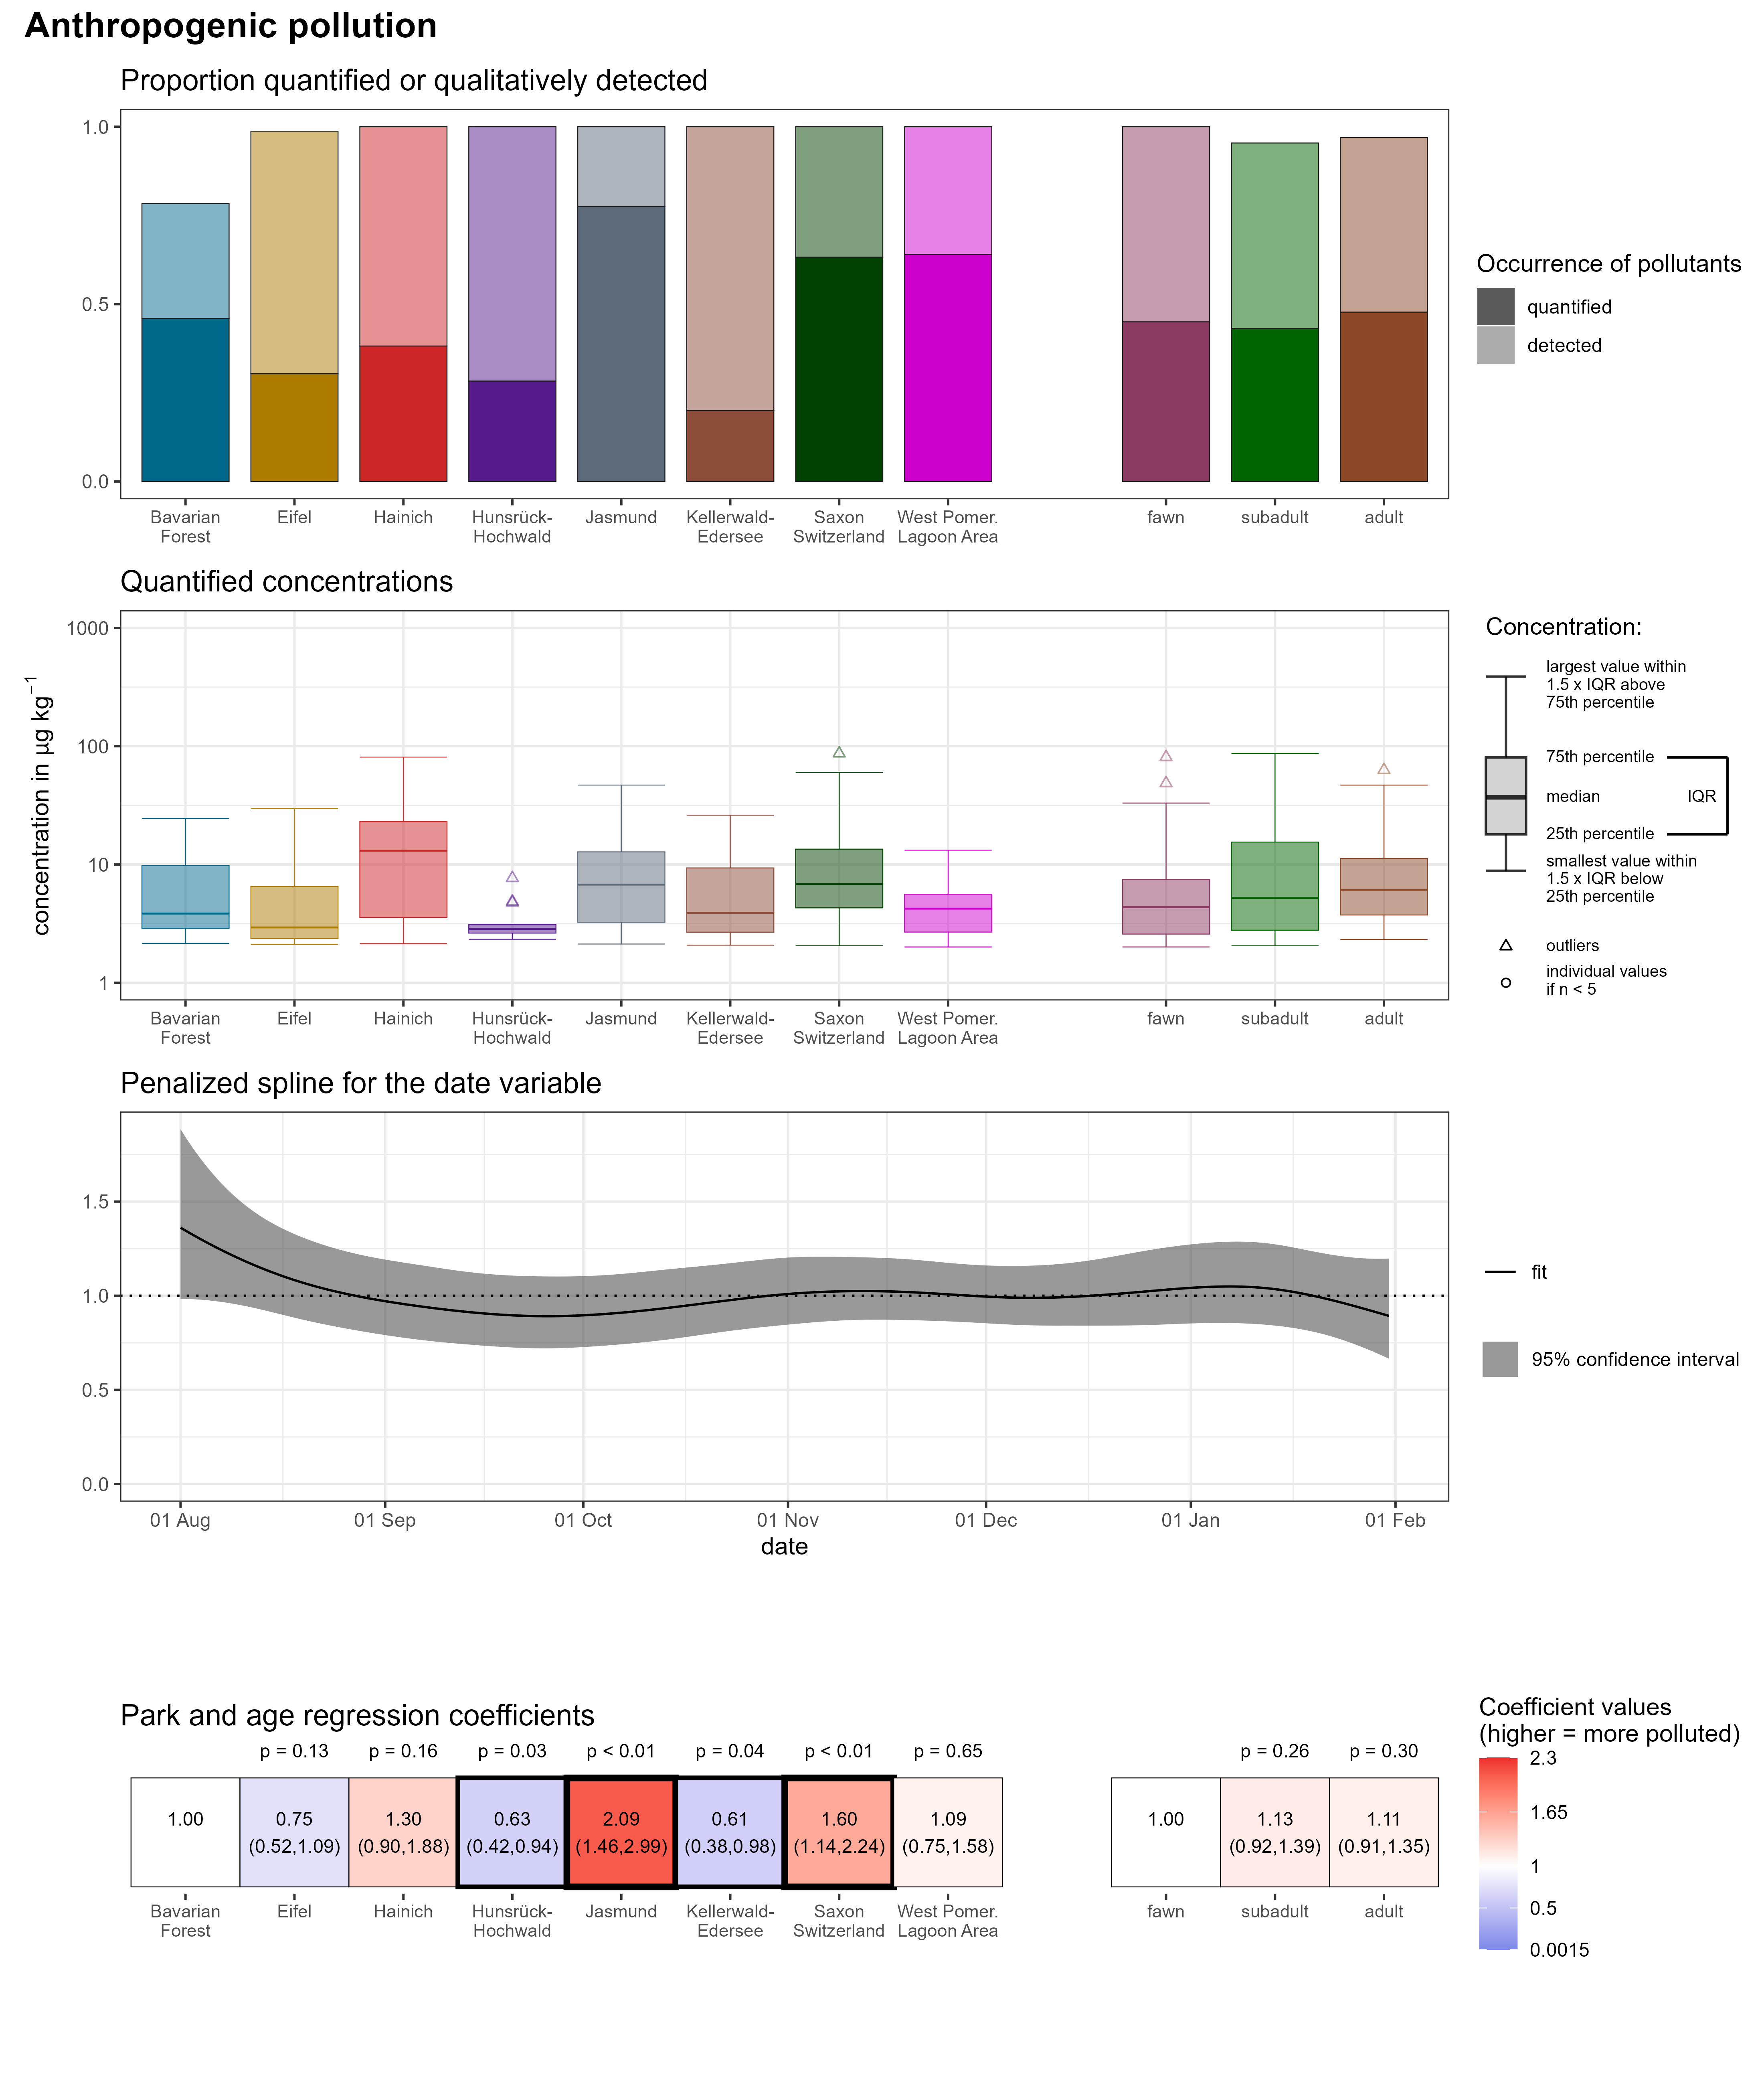 Anthropogenic pollution
Proportion quantified or qualitatively detected
1.0
0.5
0.0
Bavarian Forest
Eifel
Hainich
Hunsrück-Hochwald
Jasmund
Kellerwald-Edersee
Saxon Switzerland
West Pomer. Lagoon Area
fawn
subadult
adult
Occurrence of pollutants
quantified
detected
Quantified concentrations
concentration in µg kg⁻¹
1000
100
10
1
Bavarian Forest
Eifel
Hainich
Hunsrück-Hochwald
Jasmund
Kellerwald-Edersee
Saxon Switzerland
West Pomer. Lagoon Area
fawn
subadult
adult
Concentration:
largest value within
1.5 x IQR above
75th percentile
75th percentile
median
IQR
25th percentile
smallest value within
1.5 x IQR below
25th percentile
outliers
individual values
if n < 5
Penalized spline for the date variable
1.5
1.0
0.5
0.0
01 Aug
01 Sep
01 Oct
01 Nov
01 Dec
01 Jan
01 Feb
date
fit
95% confidence interval
Park and age regression coefficients
p = 0.13
p = 0.16
p = 0.03
p < 0.01
p = 0.04
p < 0.01
p = 0.65
p = 0.26
p = 0.30
1.00
0.75
(0.52,1.09)
1.30
(0.90,1.88)
0.63
(0.42,0.94)
2.09
(1.46,2.99)
0.61
(0.38,0.98)
1.60
(1.14,2.24)
1.09
(0.75,1.58)
1.00
1.13
(0.92,1.39)
1.11
(0.91,1.35)
Bavarian Forest
Eifel
Hainich
Hunsrück-Hochwald
Jasmund
Kellerwald-Edersee
Saxon Switzerland
West Pomer. Lagoon Area
fawn
subadult
adult
Coefficient values
(higher = more polluted)
2.3
1.65
1
0.5
0.0015